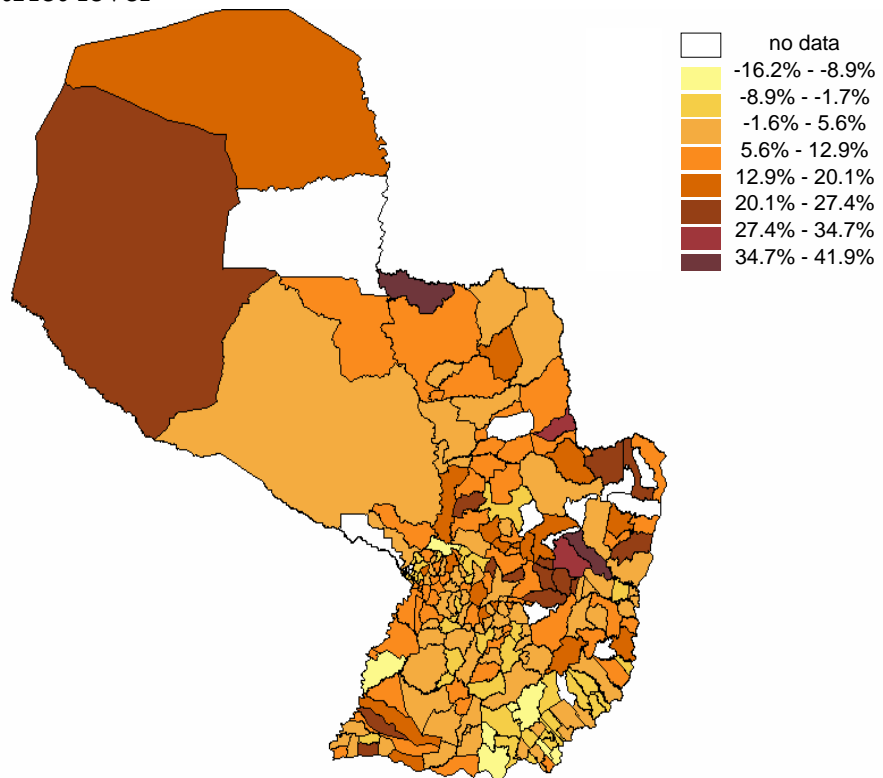 no data
-16.2% - -8.9%
-8.9% - -1.7%
-1.6% - 5.6%
5.6% - 12.9%
12.9% - 20.1%
20.1% - 27.4%
27.4% - 34.7%
34.7% - 41.9%